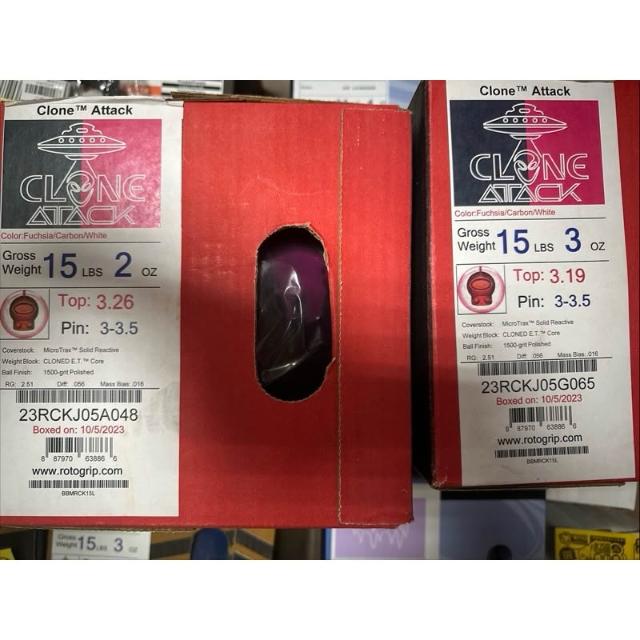 Clone™ Attack
CLONE
ATTACK
Color:Fuchsia/Carbon/White
Gross Weight 15 LBS 2 OZ
Top: 3.26
Pin: 3-3.5
Coverstock: MicroTrax™ Solid Reactive
Weight Block: CLONED E.T.™ Core
Ball Finish: 1500-grit Polished
RG: 2.51 Diff: .056 Mass Bias: .016
23RCKJ05A048
Boxed on: 10/5/2023
8 87970 63886 6
www.rotogrip.com
BBMRCK15L
Clone™ Attack
CLONE
ATTACK
Color:Fuchsia/Carbon/White
Gross Weight 15 LBS 3 OZ
Top: 3.19
Pin: 3-3.5
Coverstock: MicroTrax™ Solid Reactive
Weight Block: CLONED E.T.™ Core
Ball Finish: 1500-grit Polished
RG: 2.51 Diff: .056 Mass Bias: .016
23RCKJ05G065
Boxed on: 10/5/2023
8 87970 63886 6
www.rotogrip.com
BBMRCK15L
Gross Weight 15 LBS 3 OZ